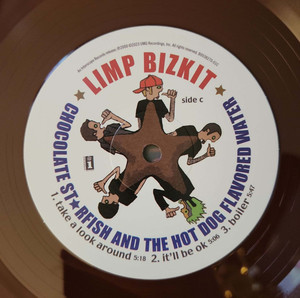 LIMP BIZKIT
side c
CHOCOLATE ST★RFISH AND THE HOT DOG FLAVORED WATER
1. take a look around 5:18 2. it'll be ok 5:06 3. boiler 5:47